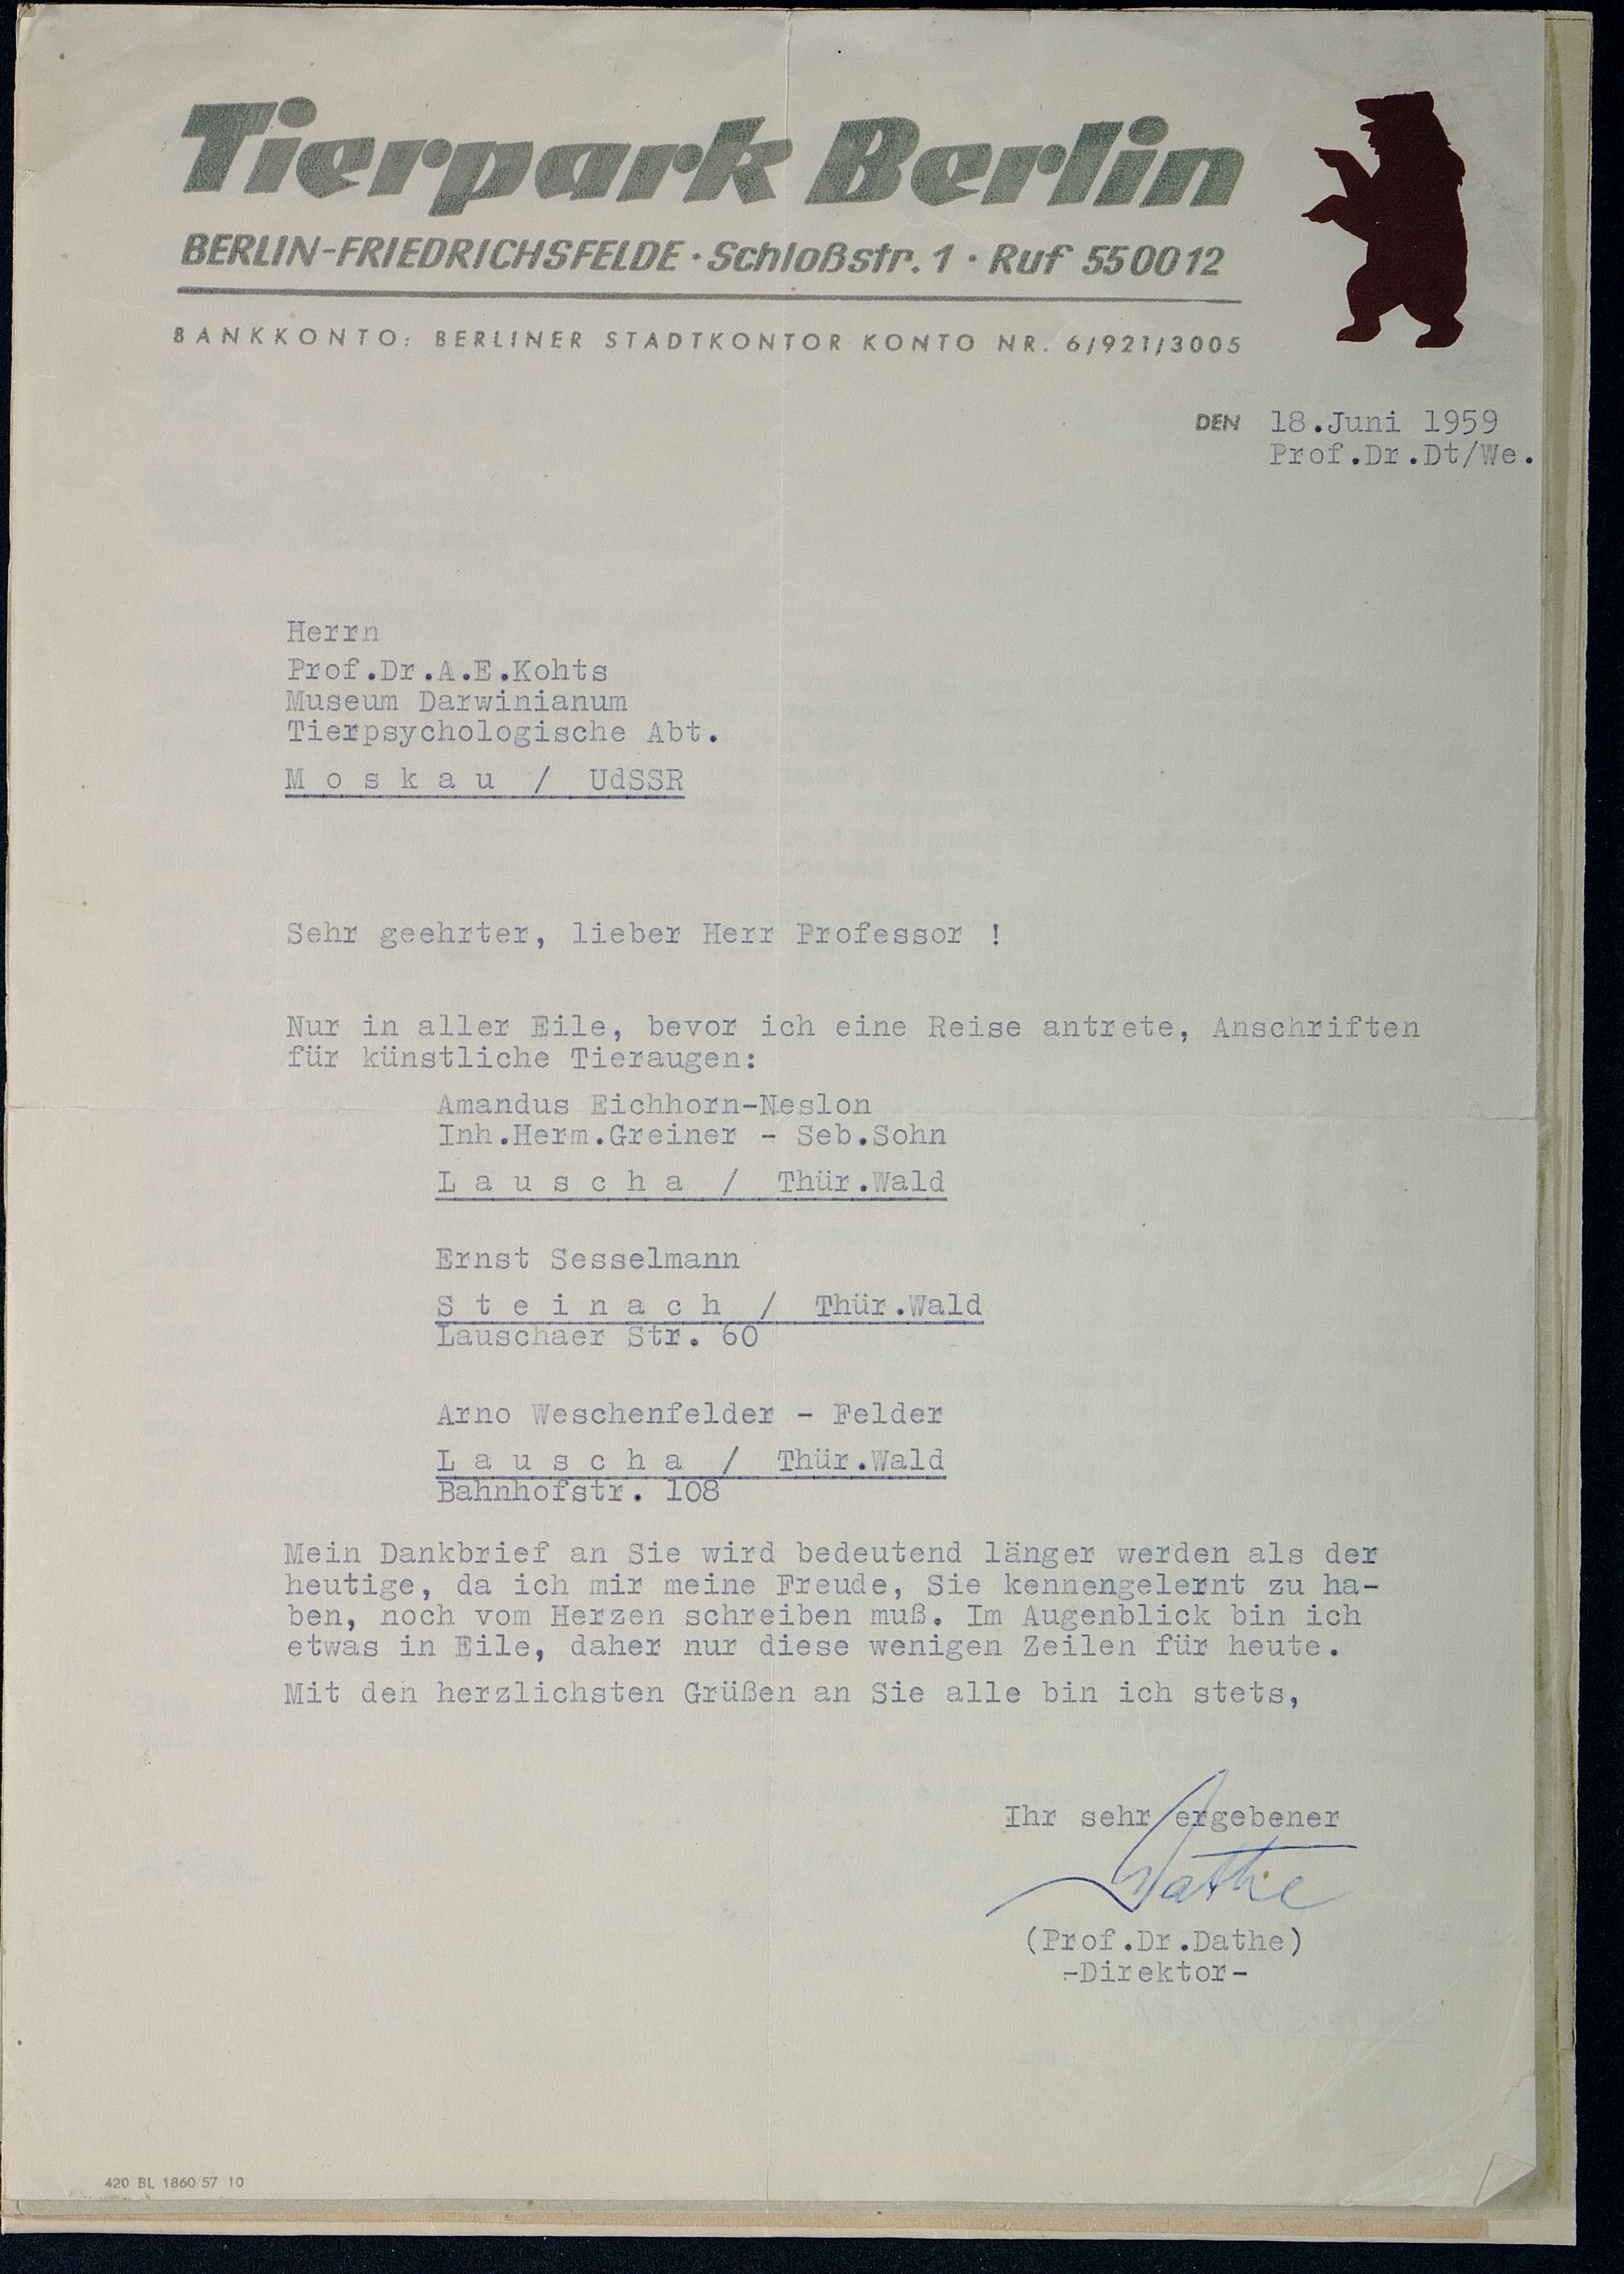 Tierpark Berlin
BERLIN-FRIEDRICHSFELDE · Schloßstr. 1 · Ruf 550012
BANKKONTO: BERLINER STADTKONTOR KONTO NR. 6/921/3005
DEN 18.Juni 1959
Prof.Dr.Dt/We.
Herrn
Prof.Dr.A.E.Kohts
Museum Darwinianum
Tierpsychologische Abt.
M o s k a u / UdSSR
Sehr geehrter, lieber Herr Professor !
Nur in aller Eile, bevor ich eine Reise antrete, Anschriften
für künstliche Tieraugen:
Amandus Eichhorn-Neslon
Inh.Herm.Greiner - Seb.Sohn
L a u s c h a / Thür.Wald
Ernst Sesselmann
S t e i n a c h / Thür.Wald
Lauschaer Str. 60
Arno Weschenfelder - Felder
L a u s c h a / Thür.Wald
Bahnhofstr. 108
Mein Dankbrief an Sie wird bedeutend länger werden als der
heutige, da ich mir meine Freude, Sie kennengelernt zu ha-
ben, noch vom Herzen schreiben muß. Im Augenblick bin ich
etwas in Eile, daher nur diese wenigen Zeilen für heute.
Mit den herzlichsten Grüßen an Sie alle bin ich stets,
Ihr sehr ergebener
Dathe
(Prof.Dr.Dathe)
-Direktor-
420 BL 1860/57 10